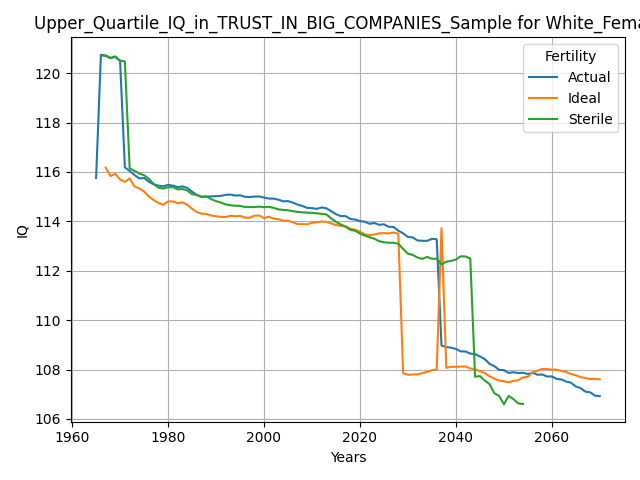 Upper_Quartile_IQ_in_TRUST_IN_BIG_COMPANIES_Sample for White_Fema
Fertility
Actual
Ideal
Sterile
120
118
116
114
112
110
108
106
IQ
1960
1980
2000
2020
2040
2060
Years